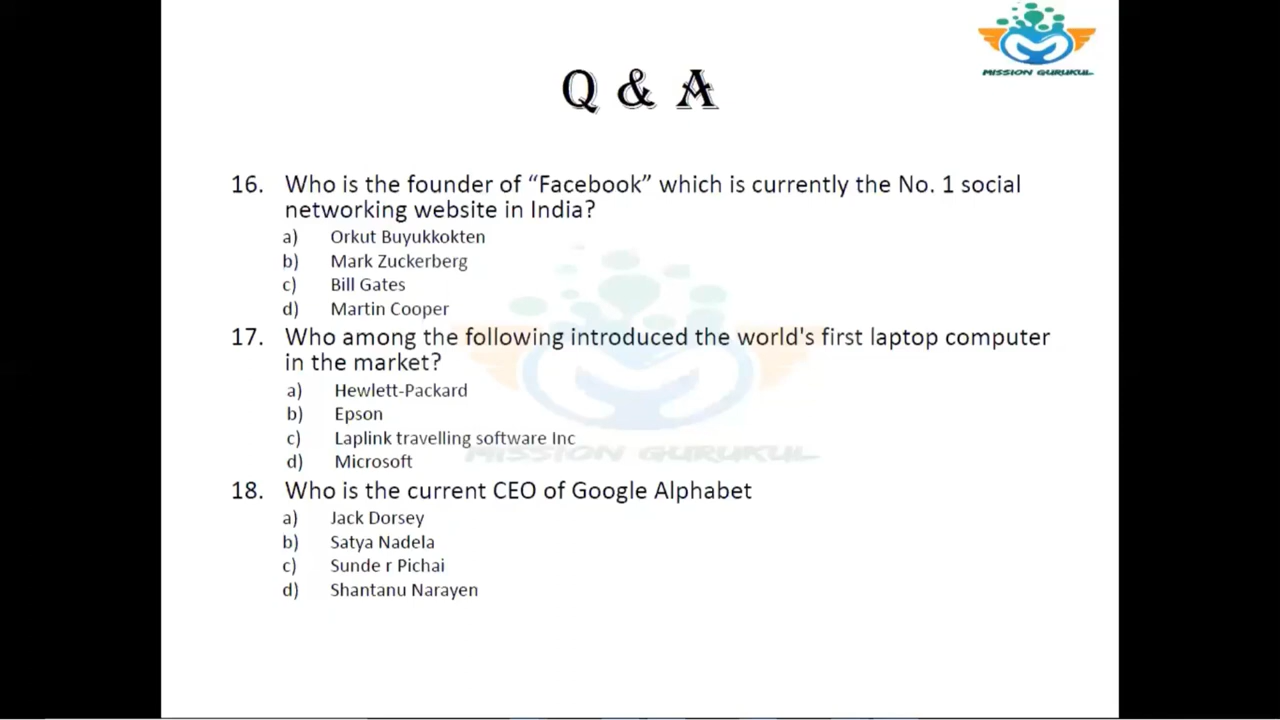 MISSION GURUKUL
Q & A
16. Who is the founder of “Facebook” which is currently the No. 1 social
networking website in India?
a) Orkut Buyukkokten
b) Mark Zuckerberg
c) Bill Gates
d) Martin Cooper
17. Who among the following introduced the world's first laptop computer
in the market?
a) Hewlett-Packard
b) Epson
c) Laplink travelling software Inc
d) Microsoft
MISSION GURUKUL
18. Who is the current CEO of Google Alphabet
a) Jack Dorsey
b) Satya Nadela
c) Sunde r Pichai
d) Shantanu Narayen